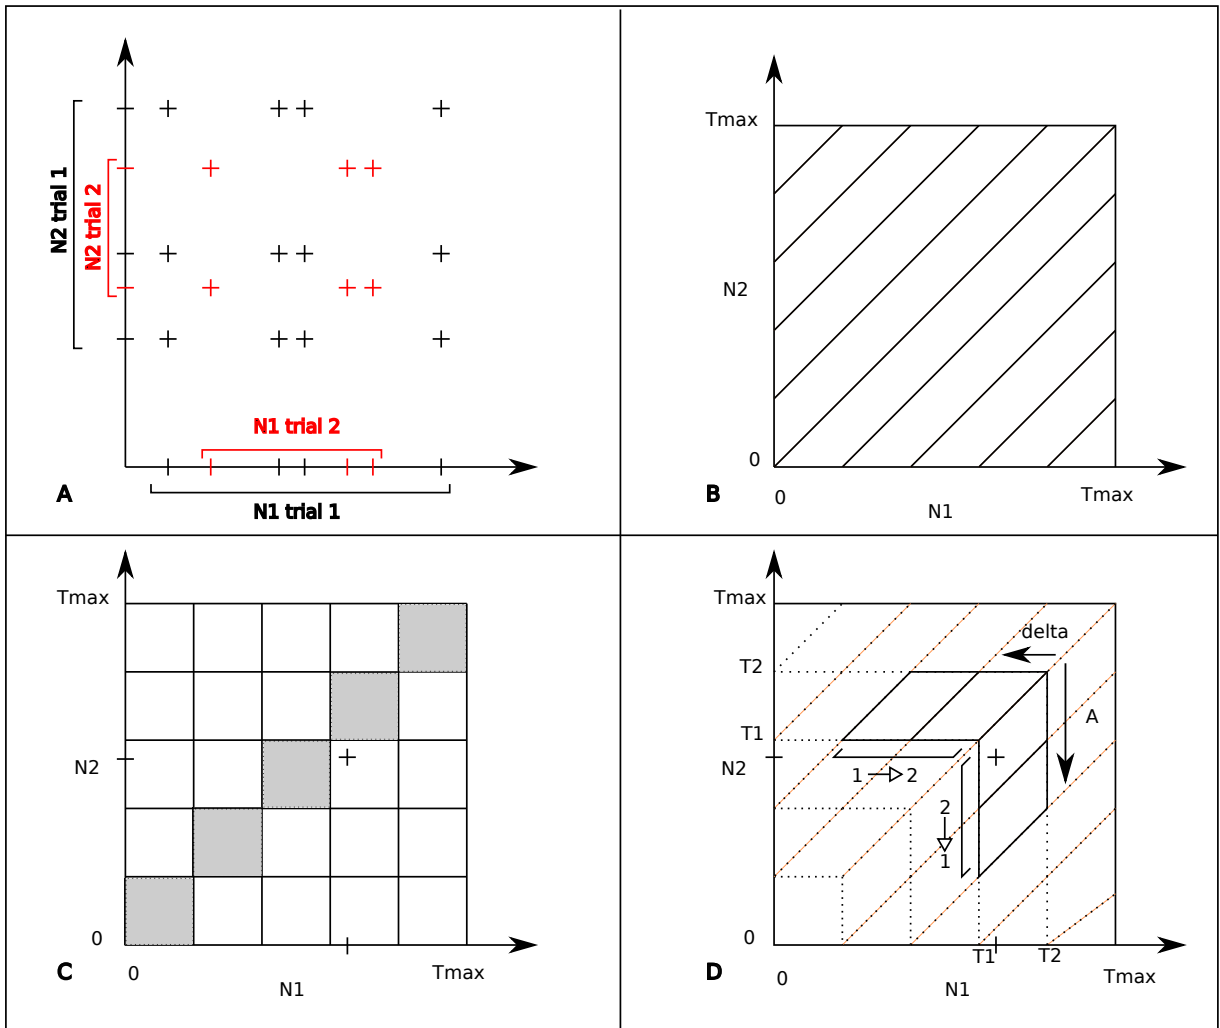 N2 trial 1
N2 trial 2
N1 trial 2
N1 trial 1
A
Tmax
N2
0
0
Tmax
N1
B
Tmax
N2
0
0
Tmax
N1
C
Tmax
delta
T2
A
T1
N2
1 2
2
1
0
T1 T2
0
Tmax
N1
D